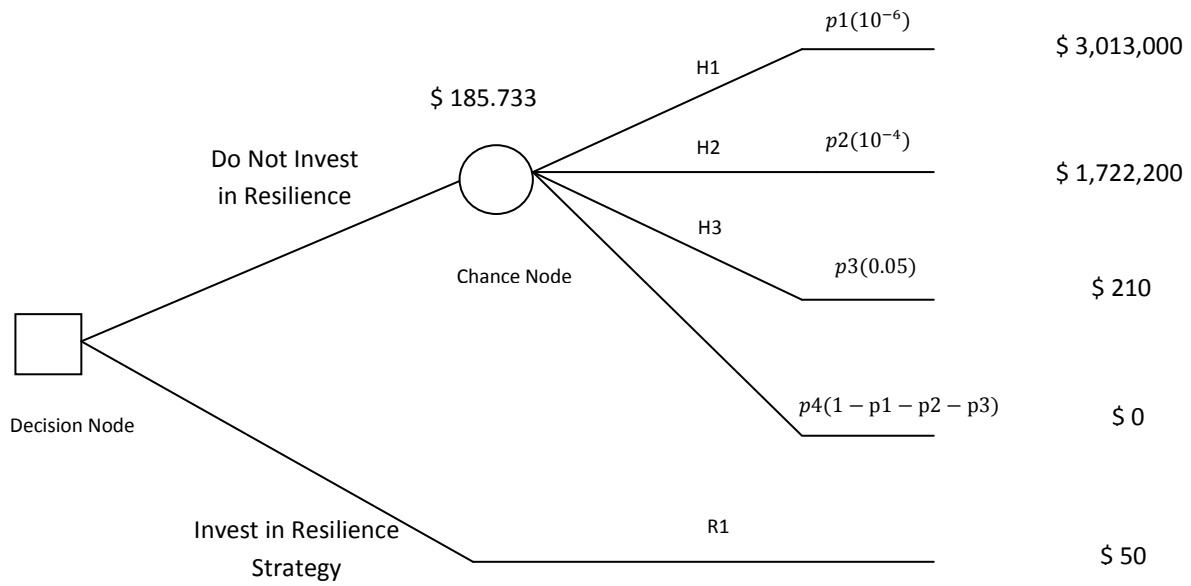 p1(10⁻⁶)
$ 3,013,000
H1
$ 185.733
p2(10⁻⁴)
H2
Do Not Invest
in Resilience
$ 1,722,200
H3
p3(0.05)
Chance Node
$ 210
p4(1 − p1 − p2 − p3)
$ 0
Decision Node
Invest in Resilience
Strategy
R1
$ 50